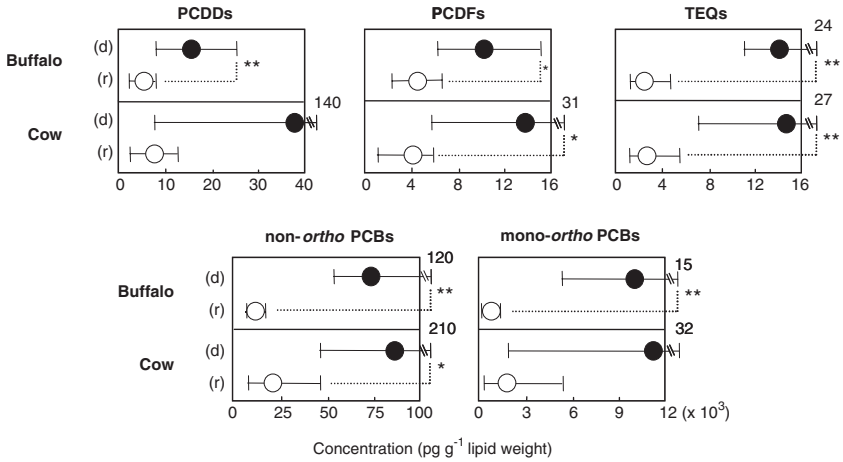 PCDDs PCDFs TEQs
24
Buffalo (d) **
(r) * **
140 31 27
Cow (d)
(r) * **
0 10 20 30 40 0 4 8 12 16 0 4 8 12 16
non-ortho PCBs mono-ortho PCBs
120 15
Buffalo (d)
(r) ** **
210 32
Cow (d)
(r) *
0 25 50 75 100 0 3 6 9 12 (x 10³)
Concentration (pg g⁻¹ lipid weight)